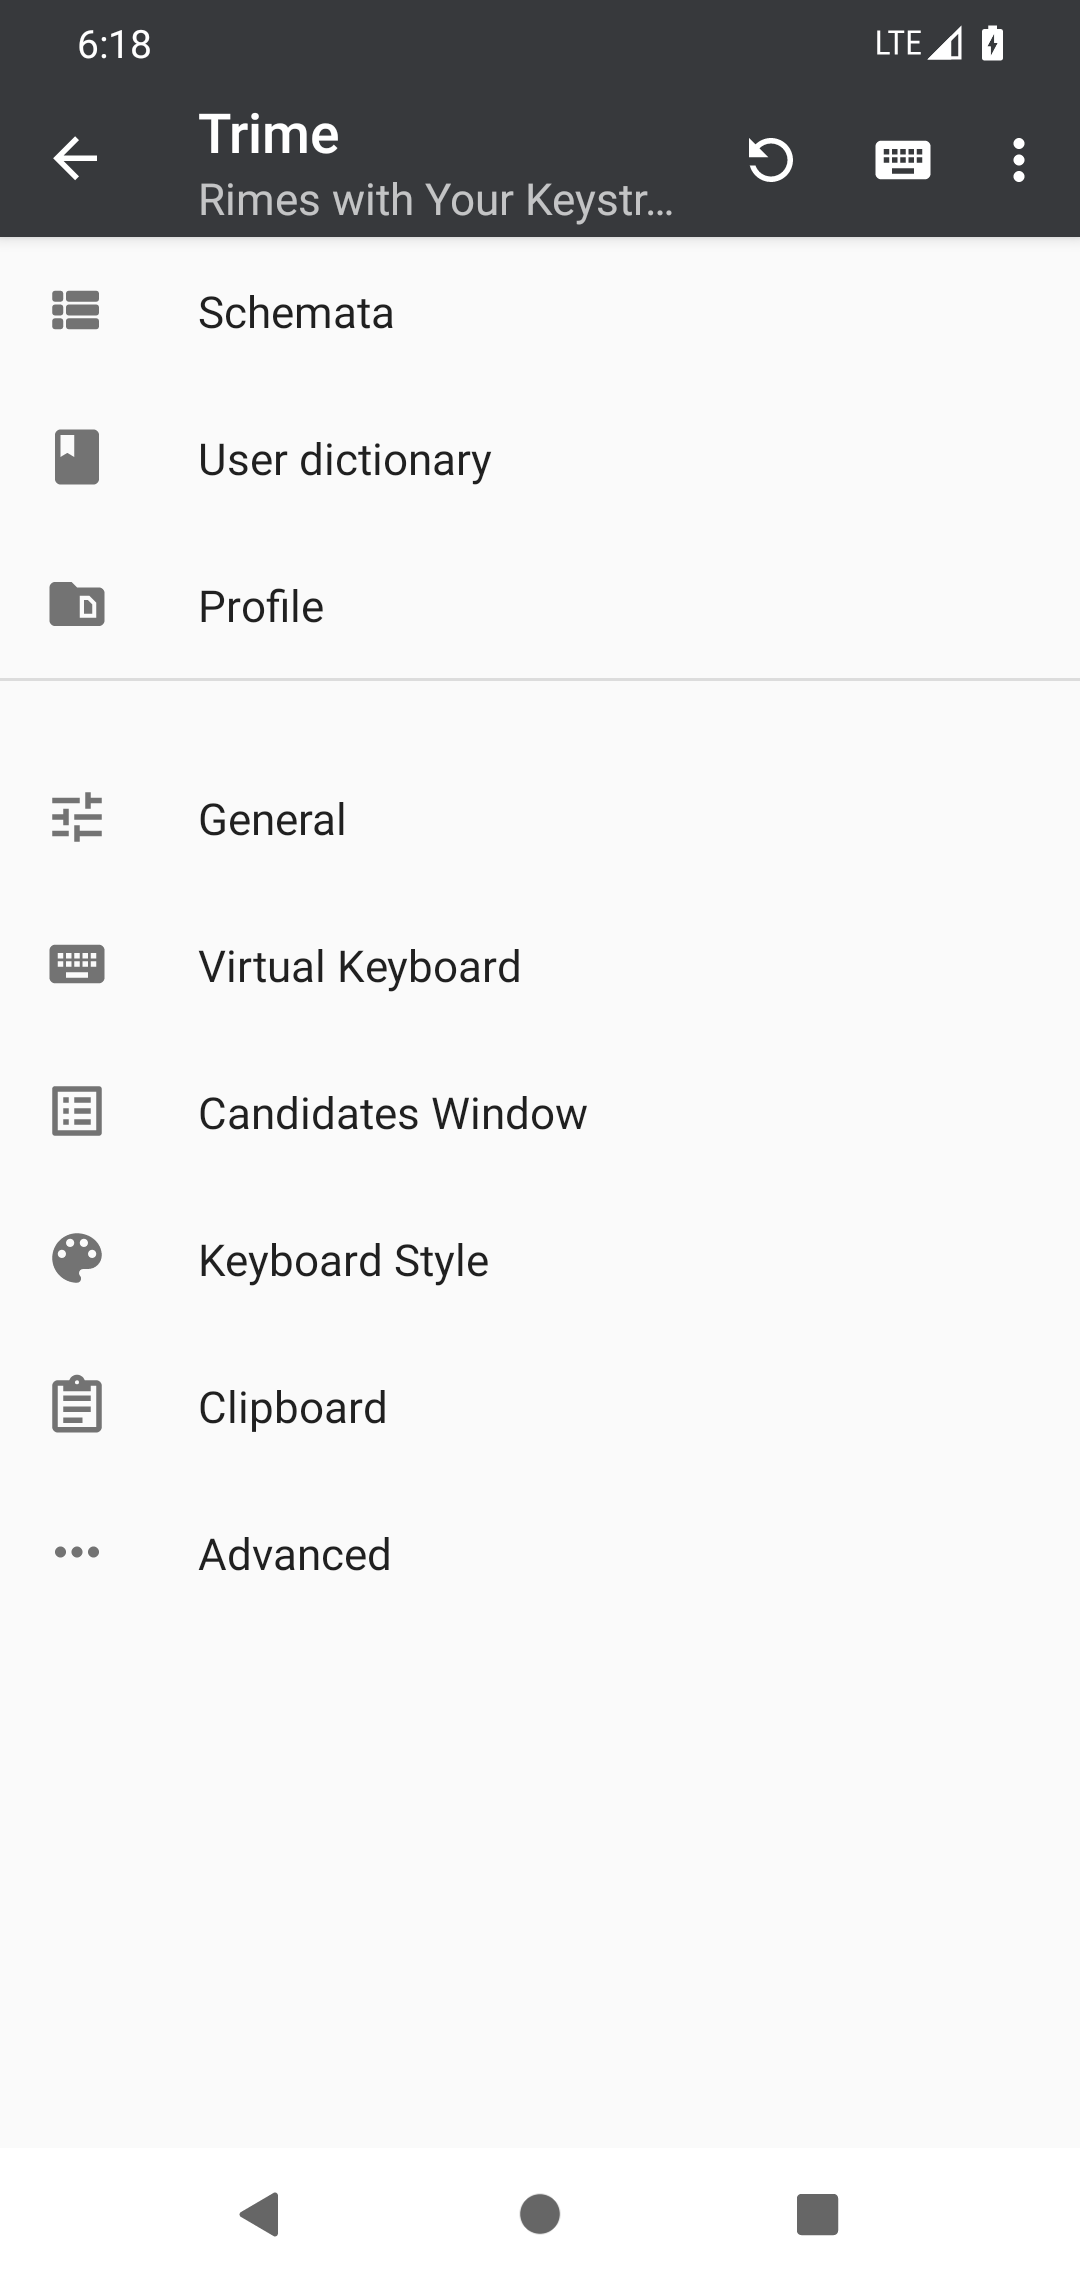 6:18
LTE
Trime
Rimes with Your Keystr…
Schemata
User dictionary
Profile
General
Virtual Keyboard
Candidates Window
Keyboard Style
Clipboard
Advanced